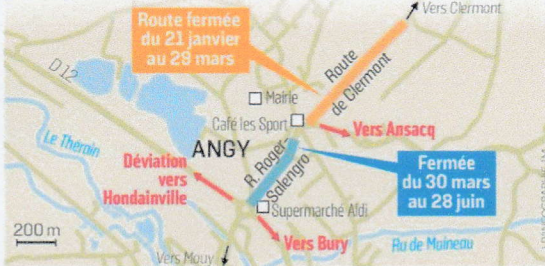 Vers Clermont
Route fermée
du 21 janvier
au 29 mars
Route
de Clermont
D12
Mairie
Café les Sport
Vers Ansacq
Le Thérain
ANGY
Déviation
vers
Hondainville
R. Roger-
Salengro
Fermée
du 30 mars
au 28 juin
Supermarché Aldi
200 m
Vers Bury
Ru de Moineau
Vers Mouy